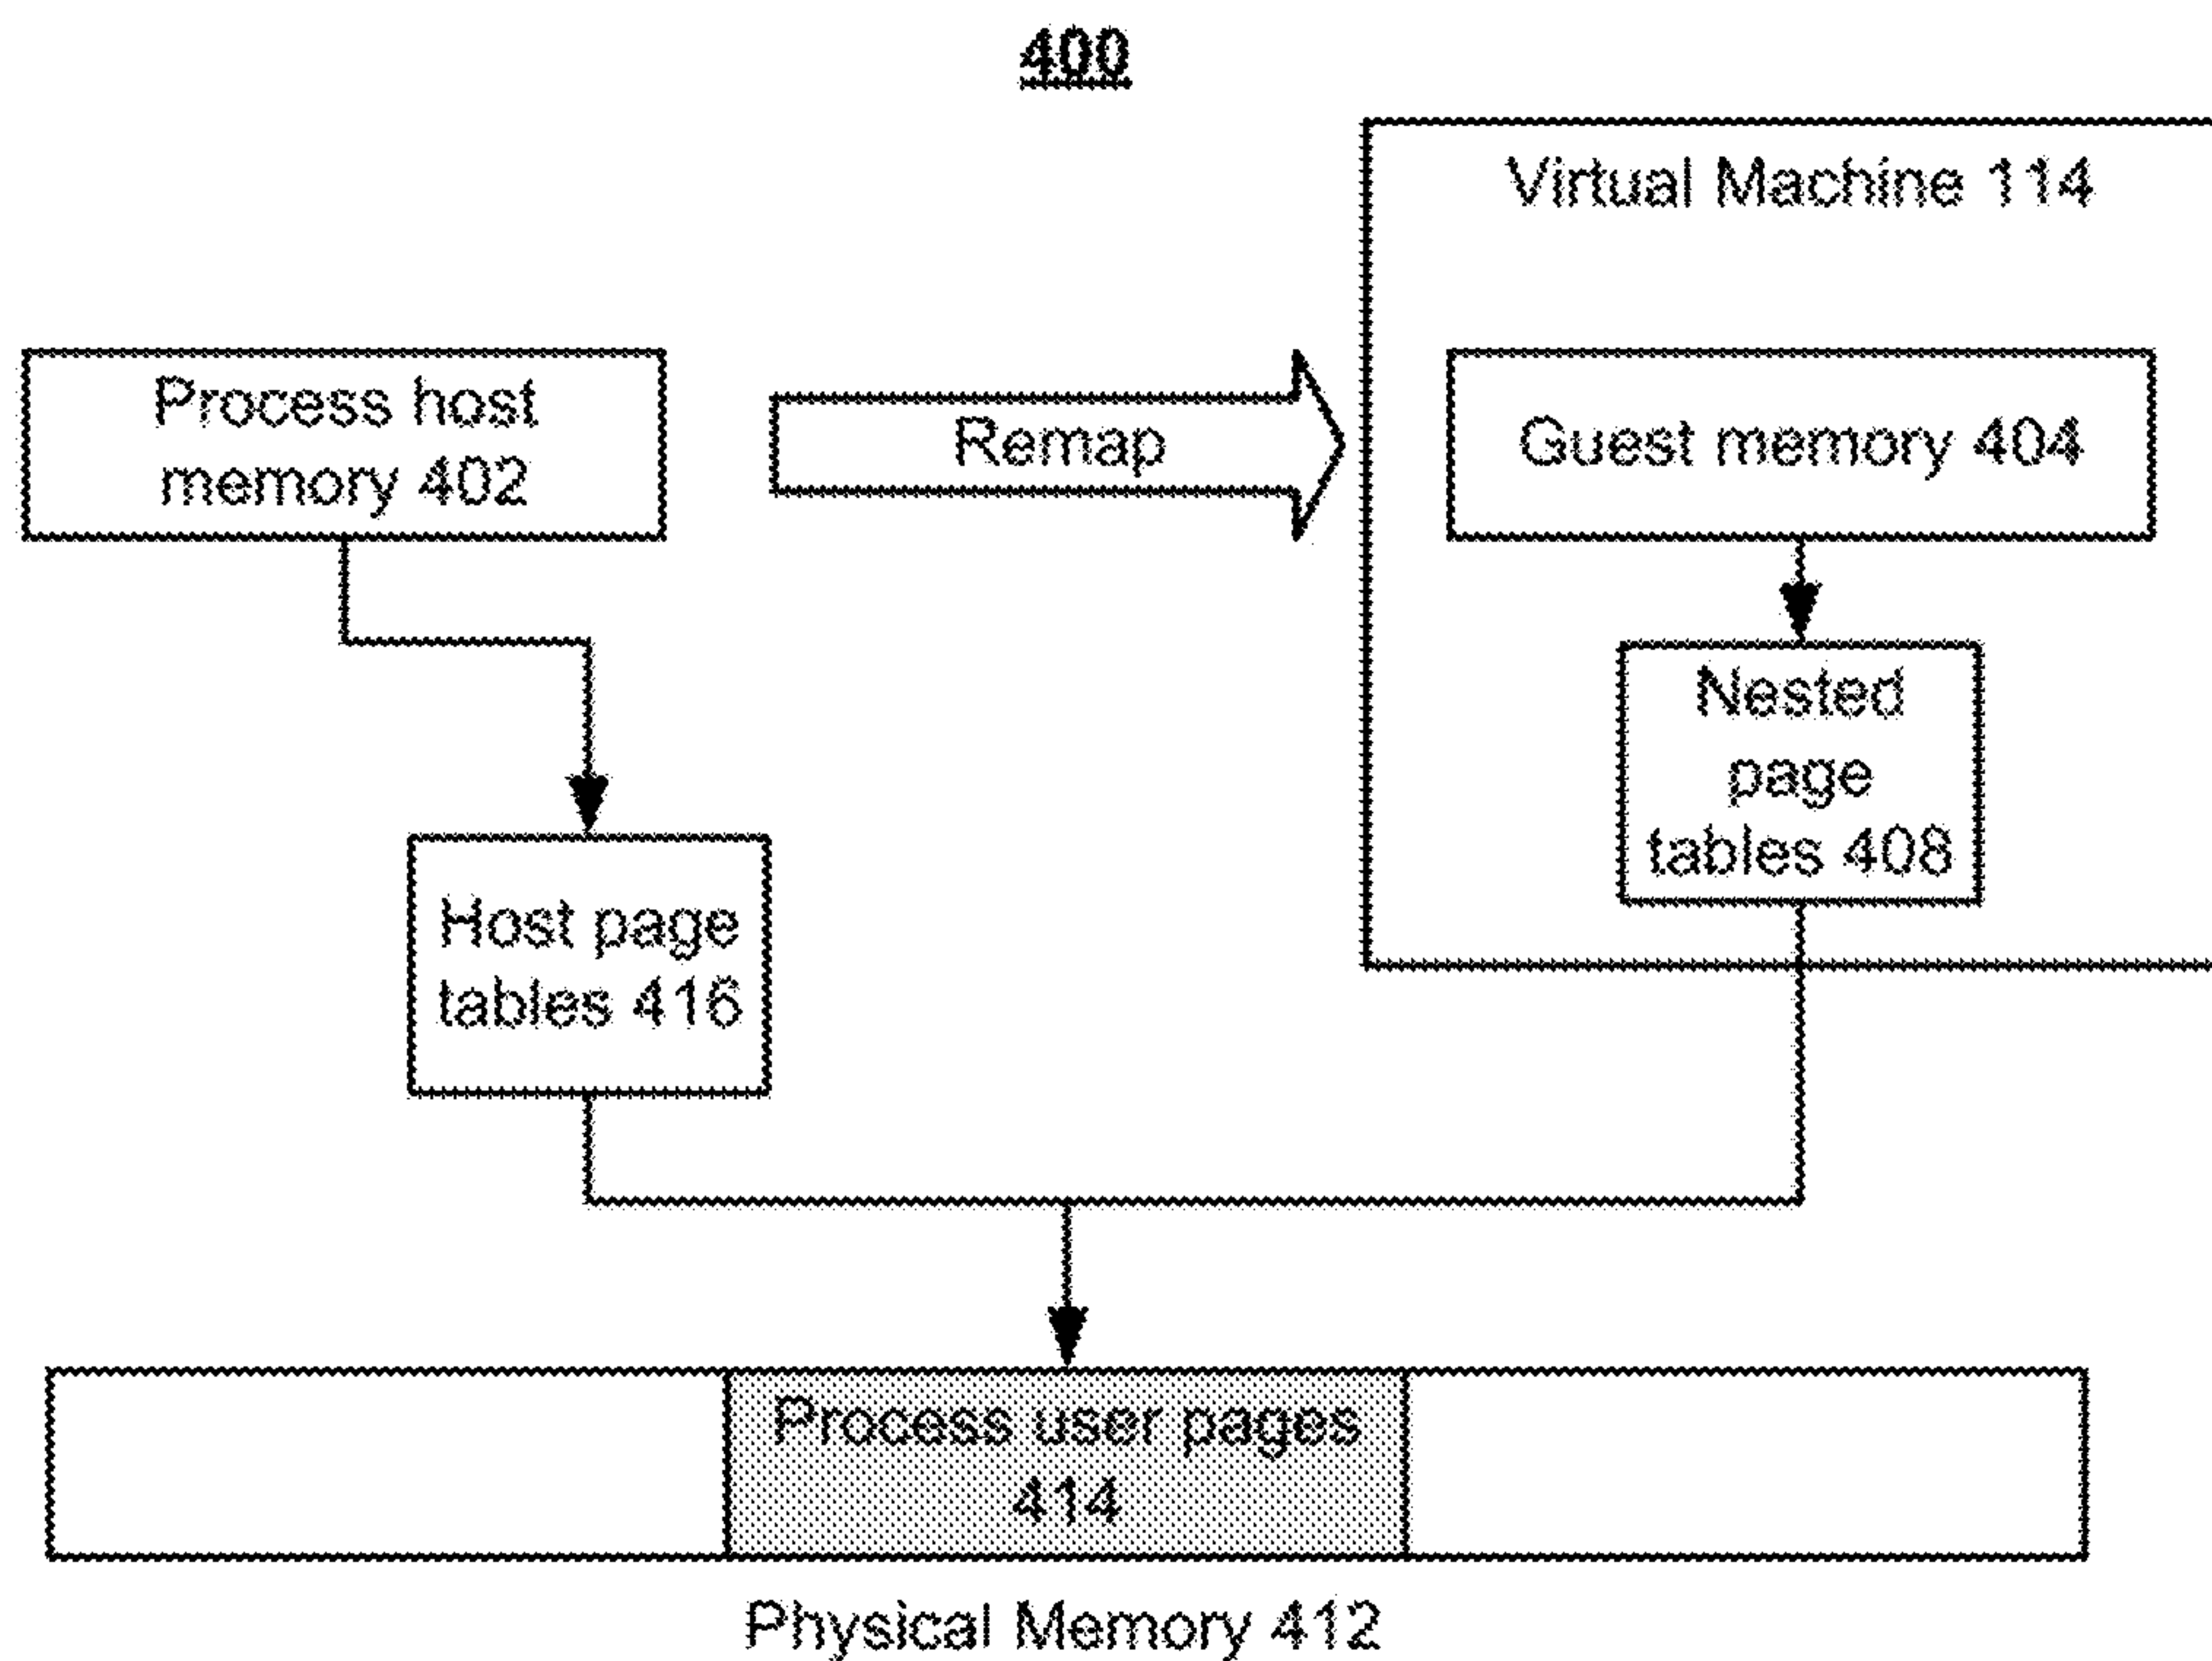 400
Virtual Machine 114
Process host
memory 402
Remap
Guest memory 404
Nested
page
tables 408
Host page
tables 416
Process user pages
414
Physical Memory 412